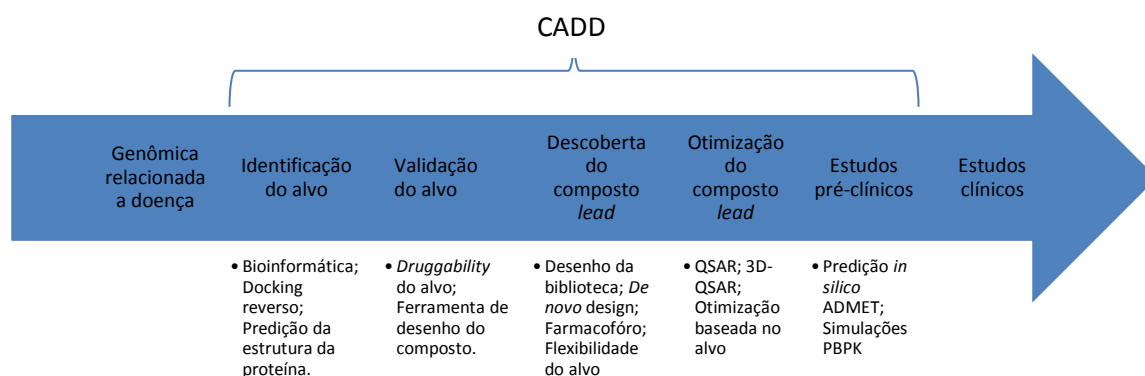 CADD
Genômica
relacionada
a doença
Identificação
do alvo
Validação
do alvo
Descoberta
do
composto
lead
Otimização
do
composto
lead
Estudos
pré-clínicos
Estudos
clínicos
• Bioinformática;
Docking
reverso;
Predição da
estrutura da
proteína.
• Druggability
do alvo;
Ferramenta de
desenho do
composto.
• Desenho da
biblioteca; De
novo design;
Farmacofóro;
Flexibilidade
do alvo
• QSAR; 3D-
QSAR;
Otimização
baseada no
alvo
• Predição in
silico
ADMET;
Simulações
PBPK